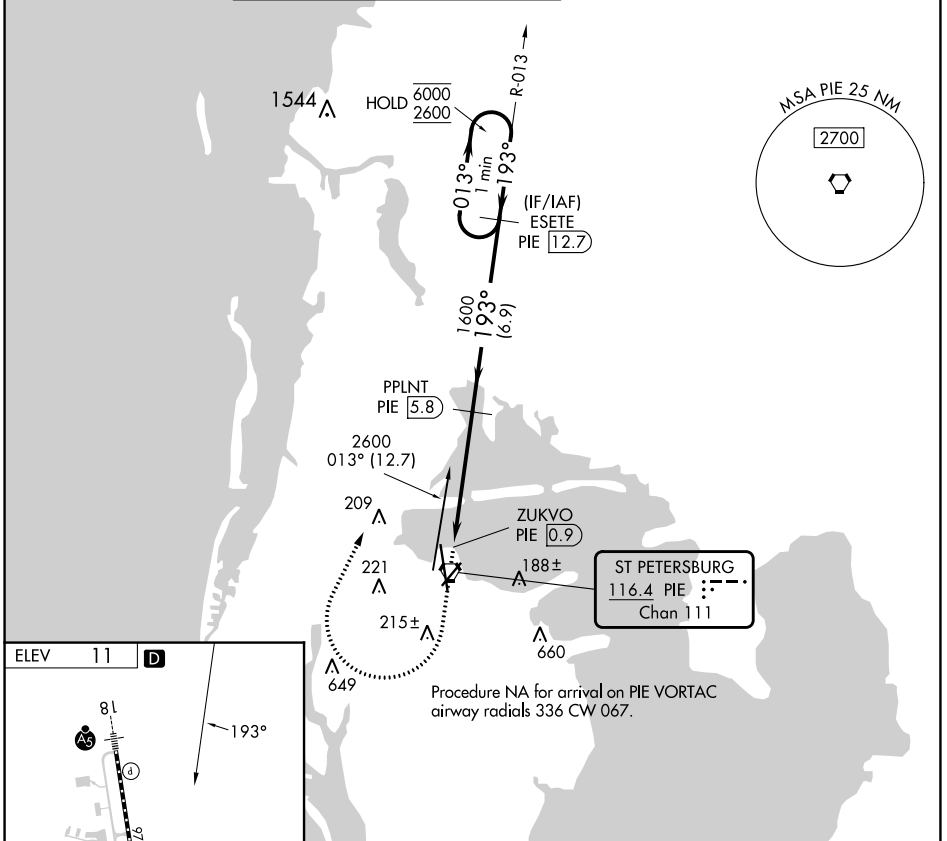 R-013
1544
HOLD 6000
2600
MSA PIE 25 NM
2700
013°
1 min
193°
(IF/IAF)
ESETE
PIE 12.7
1600
193°
(6.9)
PPLNT
PIE 5.8
2600
013° (12.7)
209
ZUKVO
PIE 0.9
221
188±
ST PETERSBURG
116.4 PIE
Chan 111
215±
660
649
Procedure NA for arrival on PIE VORTAC
airway radials 336 CW 067.
ELEV 11 D
18
A5
193°
P
97